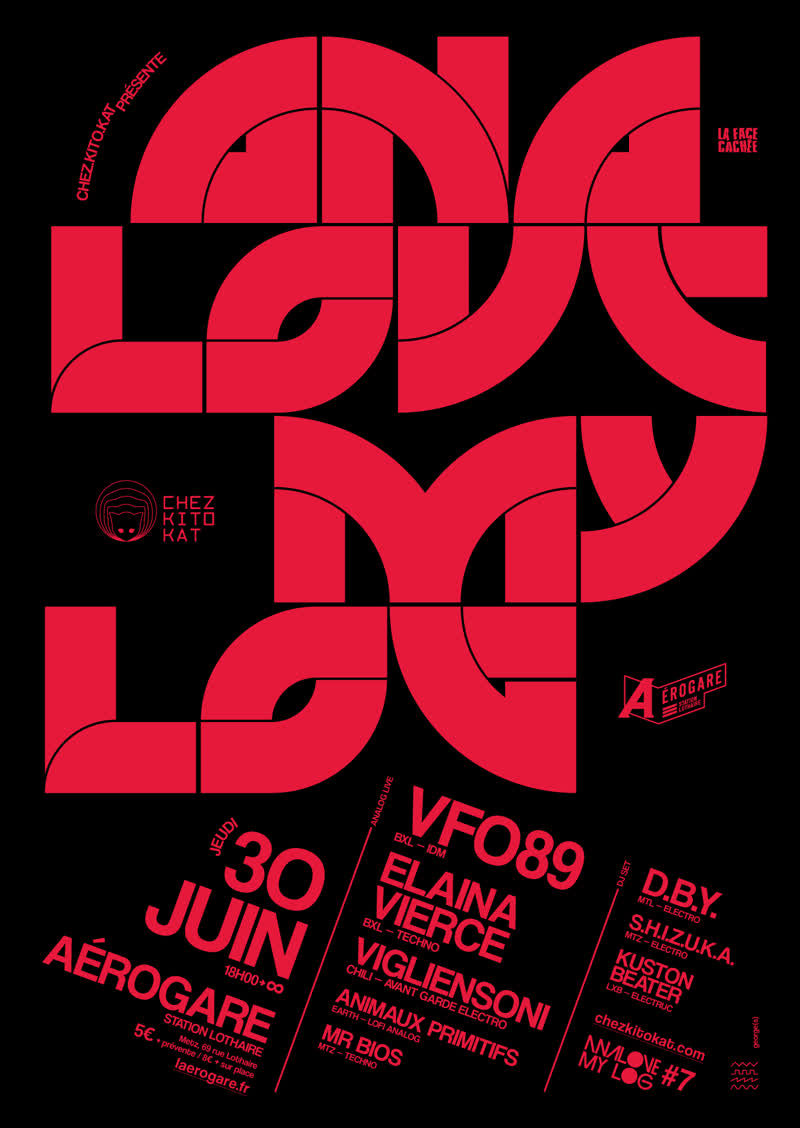 CHEZ.KITO.KAT PRÉSENTE
LA FACE
CACHÉE
ANA
LOVE
MY
LOG
CHEZ
KITO
KAT
AÉROGARE
STATION
LOTHAIRE
JEUDI
30
JUIN
18H00→∞
AÉROGARE
STATION LOTHAIRE
Metz, 69 rue Lothaire
5€ + prévente / 8€ + sur place
laerogare.fr
ANALOG LIVE
VFO89
BXL – IDM
ELAINA
VIERCE
BXL – TECHNO
VIGLIENSONI
CHILI – AVANT GARDE ELECTRO
ANIMAUX PRIMITIFS
EARTH – LOFI ANALOG
MR BIOS
MTZ – TECHNO
DJ SET
D.B.Y.
MTL – ELECTRO
S.H.I.Z.U.K.A.
MTZ – ELECTRO
KUSTON
BEATER
LXB – ELECTRUC
chezkitokat.com
ANALOVE
MY LOG #7
george(s)